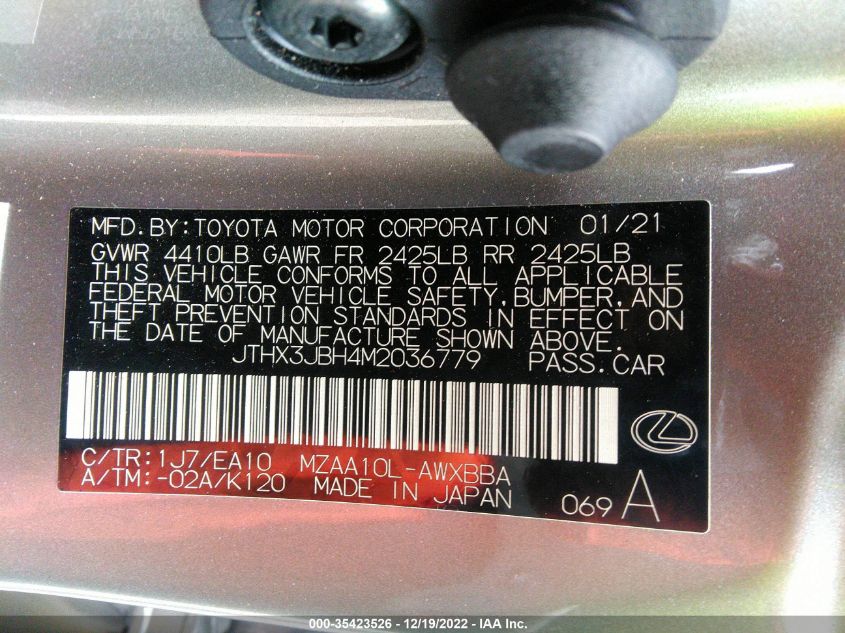 MFD.BY:TOYOTA MOTOR CORPORATION 01/21
GVWR 4410LB GAWR FR 2425LB RR 2425LB
THIS VEHICLE CONFORMS TO ALL APPLICABLE
FEDERAL MOTOR VEHICLE SAFETY,BUMPER,AND
THEFT PREVENTION STANDARDS IN EFFECT ON
THE DATE OF MANUFACTURE SHOWN ABOVE.
JTHX3JBH4M2036779 PASS.CAR
C/TR:1J7/EA10 MZAA10L-AWXBBA
A/TM:-02A/K120 MADE IN JAPAN 069 A
000-35423526 - 12/19/2022 - IAA Inc.